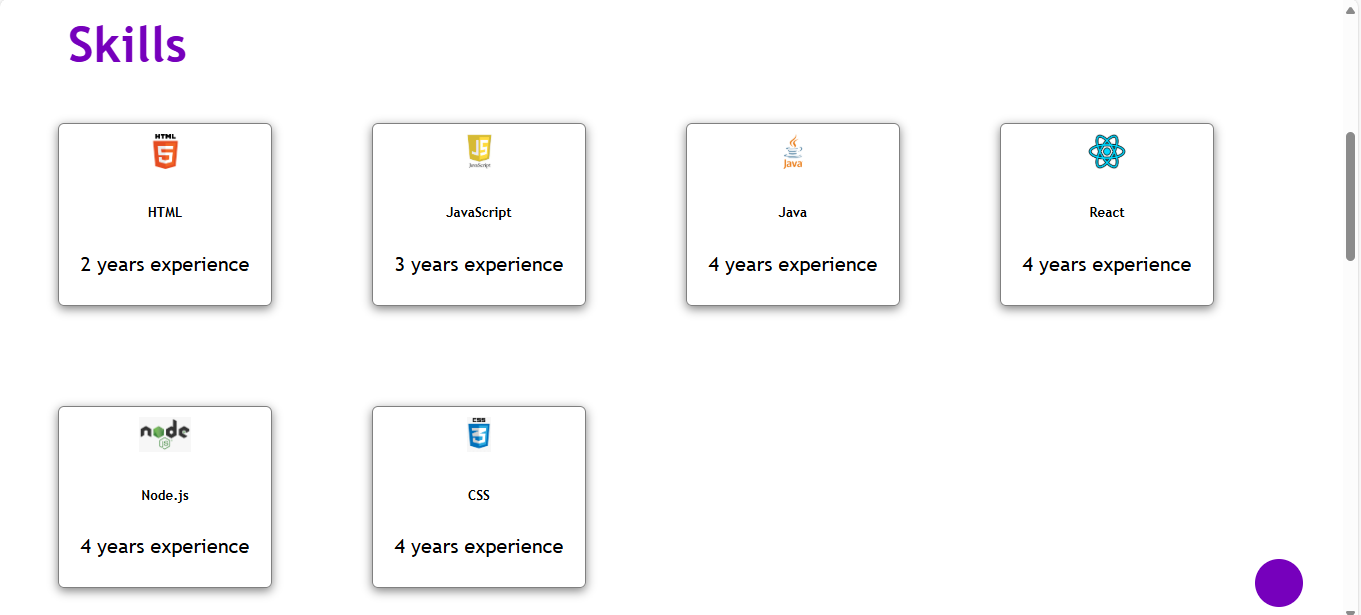 Skills
HTML
5
HTML
2 years experience
JS
JavaScript
JavaScript
3 years experience
Java
Java
4 years experience
React
4 years experience
node
JS
Node.js
4 years experience
CSS
3
CSS
4 years experience